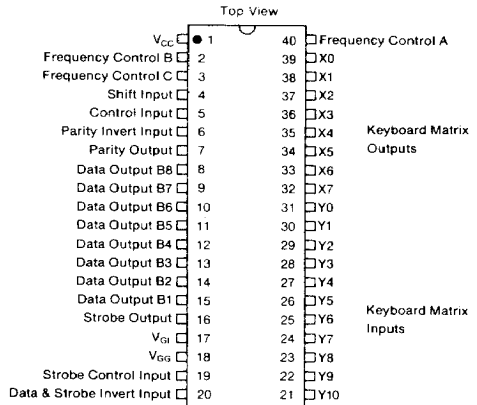 Top View
VCC 1 40 Frequency Control A
Frequency Control B 2 39 X0
Frequency Control C 3 38 X1
Shift Input 4 37 X2
Control Input 5 36 X3
Parity Invert Input 6 35 X4 Keyboard Matrix
Parity Output 7 34 X5 Outputs
Data Output B8 8 33 X6
Data Output B7 9 32 X7
Data Output B6 10 31 Y0
Data Output B5 11 30 Y1
Data Output B4 12 29 Y2
Data Output B3 13 28 Y3
Data Output B2 14 27 Y4
Data Output B1 15 26 Y5 Keyboard Matrix
Strobe Output 16 25 Y6 Inputs
VGI 17 24 Y7
VGG 18 23 Y8
Strobe Control Input 19 22 Y9
Data & Strobe Invert Input 20 21 Y10